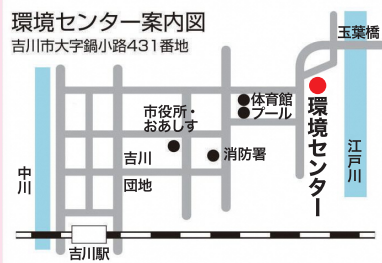 環境センター案内図
吉川市大字鍋小路431番地
玉葉橋
体育館
プール
市役所・
おあしす
環境センター
消防署
吉川
団地
中川
江戸川
吉川駅